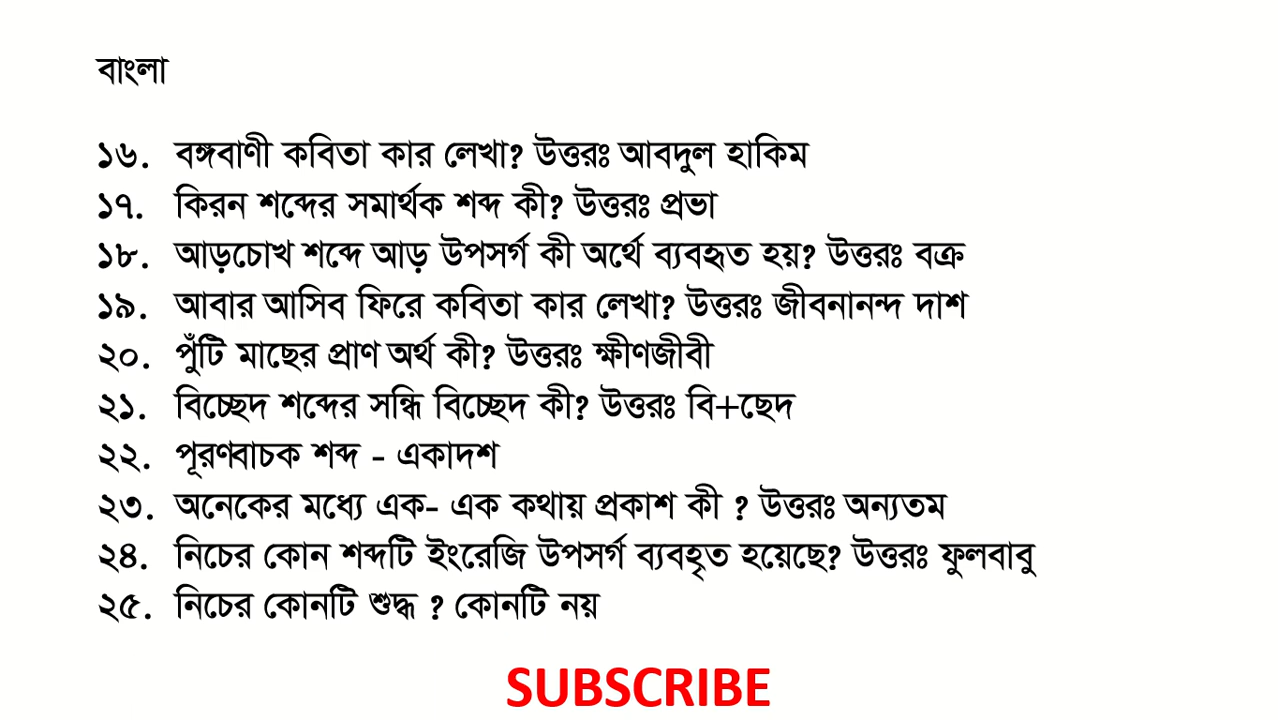 বাংলা
১৬. বঙ্গবাণী কবিতা কার লেখা? উত্তরঃ আবদুল হাকিম
১৭. কিরন শব্দের সমার্থক শব্দ কী? উত্তরঃ প্রভা
১৮. আড়চোখ শব্দে আড় উপসর্গ কী অর্থে ব্যবহৃত হয়? উত্তরঃ বক্র
১৯. আবার আসিব ফিরে কবিতা কার লেখা? উত্তরঃ জীবনানন্দ দাশ
২০. পুঁটি মাছের প্রাণ অর্থ কী? উত্তরঃ ক্ষীণজীবী
২১. বিচ্ছেদ শব্দের সন্ধি বিচ্ছেদ কী? উত্তরঃ বি+ছেদ
২২. পূরণবাচক শব্দ - একাদশ
২৩. অনেকের মধ্যে এক- এক কথায় প্রকাশ কী ? উত্তরঃ অন্যতম
২৪. নিচের কোন শব্দটি ইংরেজি উপসর্গ ব্যবহৃত হয়েছে? উত্তরঃ ফুলবাবু
২৫. নিচের কোনটি শুদ্ধ ? কোনটি নয়
SUBSCRIBE